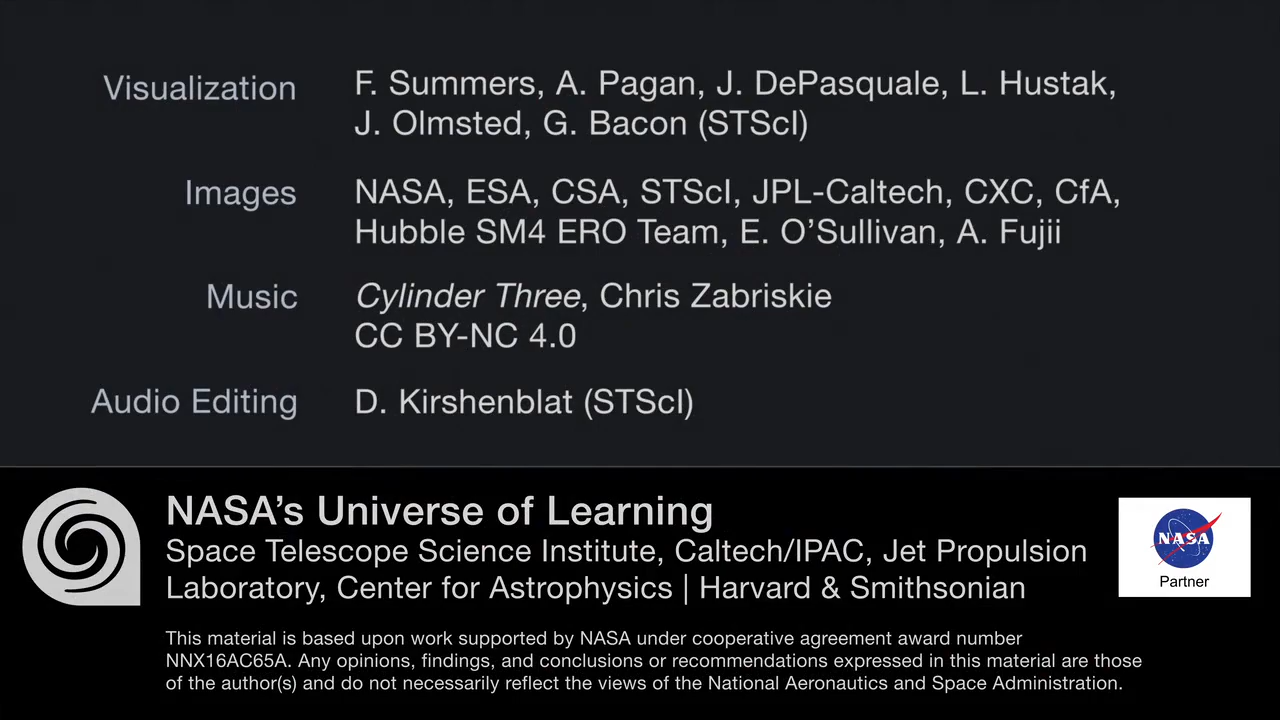 Visualization
F. Summers, A. Pagan, J. DePasquale, L. Hustak,
J. Olmsted, G. Bacon (STScI)
Images
NASA, ESA, CSA, STScI, JPL-Caltech, CXC, CfA,
Hubble SM4 ERO Team, E. O’Sullivan, A. Fujii
Music
Cylinder Three, Chris Zabriskie
CC BY-NC 4.0
Audio Editing
D. Kirshenblat (STScI)
NASA’s Universe of Learning
Space Telescope Science Institute, Caltech/IPAC, Jet Propulsion
Laboratory, Center for Astrophysics | Harvard & Smithsonian
NASA
Partner
This material is based upon work supported by NASA under cooperative agreement award number
NNX16AC65A. Any opinions, findings, and conclusions or recommendations expressed in this material are those
of the author(s) and do not necessarily reflect the views of the National Aeronautics and Space Administration.